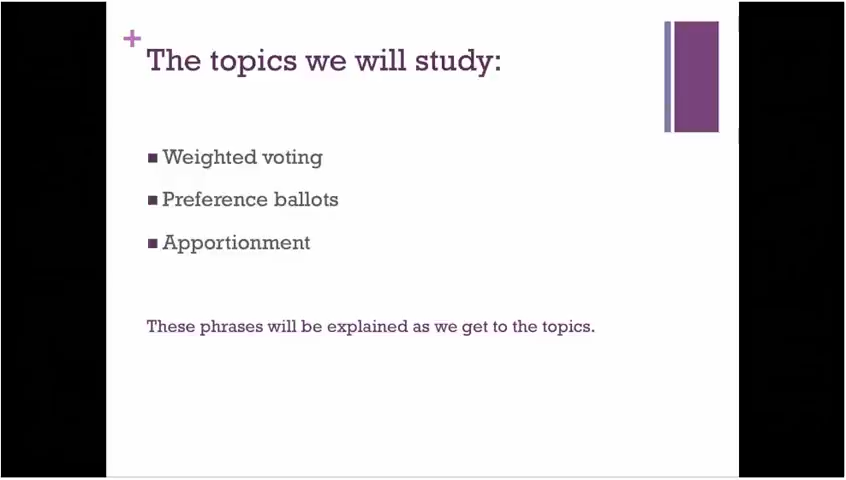 The topics we will study:
Weighted voting
Preference ballots
Apportionment
These phrases will be explained as we get to the topics.